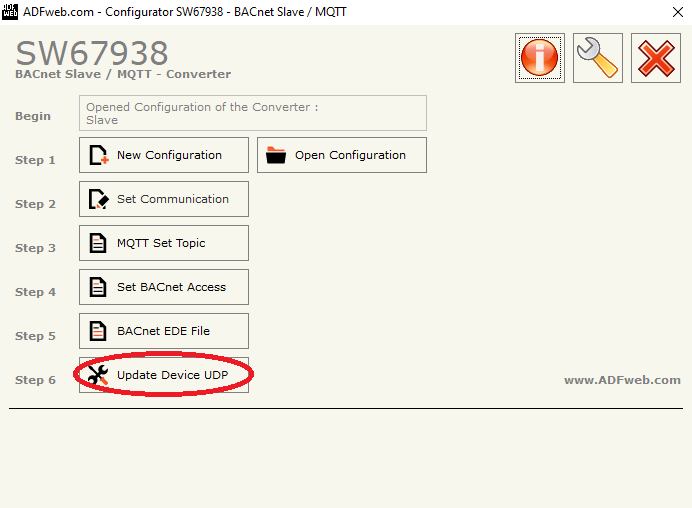 ADF web ADFweb.com - Configurator SW67938 - BACnet Slave / MQTT
SW67938
BACnet Slave / MQTT - Converter
Begin
Opened Configuration of the Converter :
Slave
Step 1 New Configuration Open Configuration
Step 2 Set Communication
Step 3 MQTT Set Topic
Step 4 Set BACnet Access
Step 5 BACnet EDE File
Step 6 Update Device UDP
www.ADFweb.com